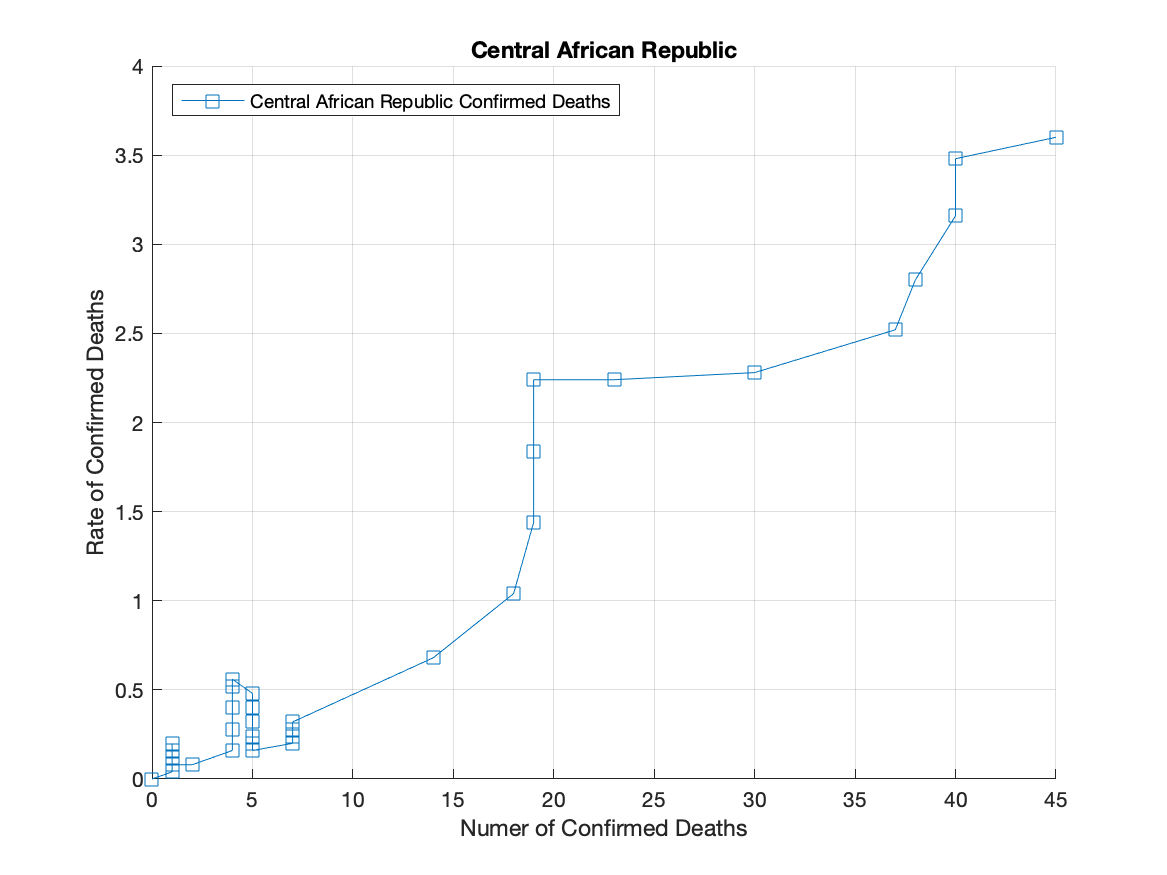 Central African Republic
Central African Republic Confirmed Deaths
4
3.5
3
2.5
2
1.5
1
0.5
0
Rate of Confirmed Deaths
0 5 10 15 20 25 30 35 40 45
Numer of Confirmed Deaths